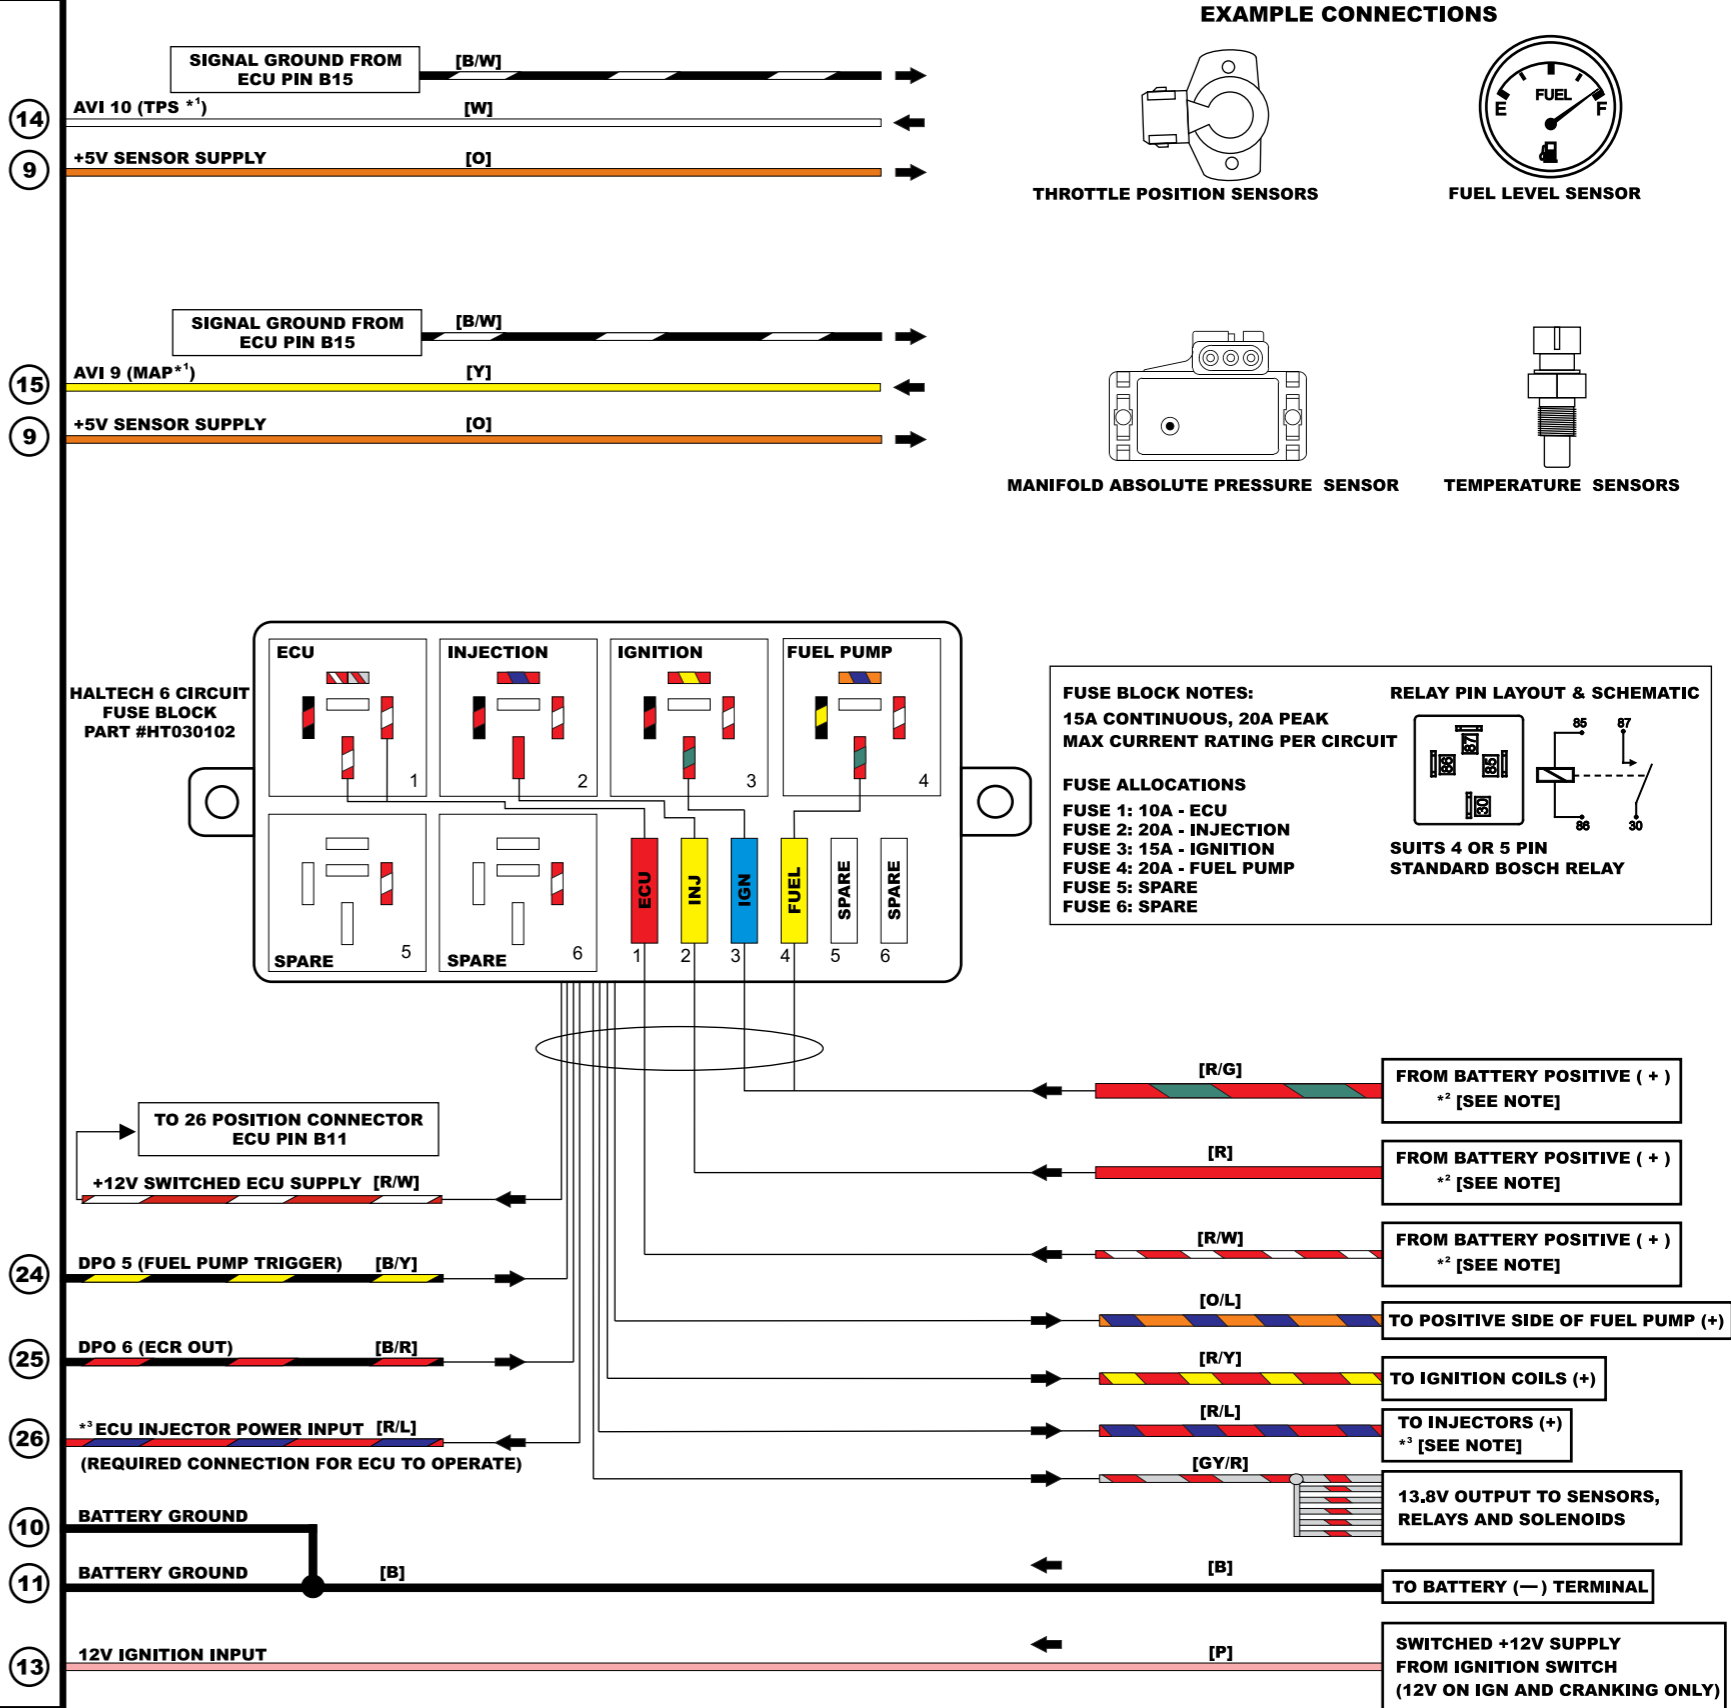 EXAMPLE CONNECTIONS
SIGNAL GROUND FROM
ECU PIN B15
[B/W]
14
AVI 10 (TPS *¹)
[W]
9
+5V SENSOR SUPPLY
[O]
E
FUEL
F
THROTTLE POSITION SENSORS
FUEL LEVEL SENSOR
SIGNAL GROUND FROM
ECU PIN B15
[B/W]
15
AVI 9 (MAP*¹)
[Y]
9
+5V SENSOR SUPPLY
[O]
MANIFOLD ABSOLUTE PRESSURE SENSOR
TEMPERATURE SENSORS
HALTECH 6 CIRCUIT
FUSE BLOCK
PART #HT030102
ECU
1
INJECTION
2
IGNITION
3
FUEL PUMP
4
SPARE
5
SPARE
6
ECU
INJ
IGN
FUEL
SPARE
SPARE
1
2
3
4
5
6
FUSE BLOCK NOTES:
15A CONTINUOUS, 20A PEAK
MAX CURRENT RATING PER CIRCUIT
FUSE ALLOCATIONS
FUSE 1: 10A - ECU
FUSE 2: 20A - INJECTION
FUSE 3: 15A - IGNITION
FUSE 4: 20A - FUEL PUMP
FUSE 5: SPARE
FUSE 6: SPARE
RELAY PIN LAYOUT & SCHEMATIC
87
86
85
30
85
87
86
30
SUITS 4 OR 5 PIN
STANDARD BOSCH RELAY
[R/G]
FROM BATTERY POSITIVE ( + )
*² [SEE NOTE]
TO 26 POSITION CONNECTOR
ECU PIN B11
[R]
FROM BATTERY POSITIVE ( + )
*² [SEE NOTE]
+12V SWITCHED ECU SUPPLY [R/W]
[R/W]
FROM BATTERY POSITIVE ( + )
*² [SEE NOTE]
24
DPO 5 (FUEL PUMP TRIGGER) [B/Y]
[O/L]
TO POSITIVE SIDE OF FUEL PUMP (+)
25
DPO 6 (ECR OUT) [B/R]
[R/Y]
TO IGNITION COILS (+)
26
*³ ECU INJECTOR POWER INPUT [R/L]
(REQUIRED CONNECTION FOR ECU TO OPERATE)
[R/L]
TO INJECTORS (+)
*³ [SEE NOTE]
[GY/R]
13.8V OUTPUT TO SENSORS,
RELAYS AND SOLENOIDS
10
BATTERY GROUND
11
BATTERY GROUND
[B]
[B]
TO BATTERY (—) TERMINAL
13
12V IGNITION INPUT
[P]
SWITCHED +12V SUPPLY
FROM IGNITION SWITCH
(12V ON IGN AND CRANKING ONLY)